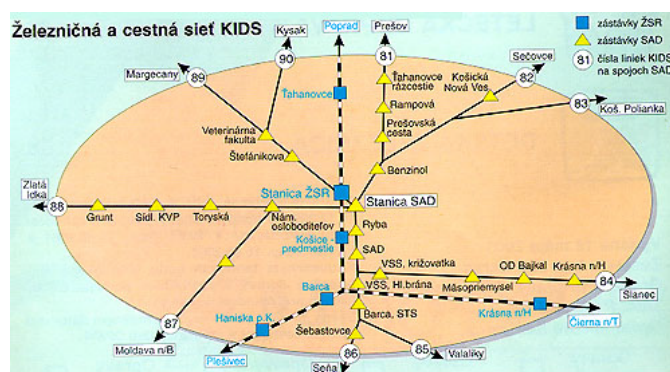 Železničná a cestná sieť KIDS
zástávky ŽSR
zástávky SAD
81 čísla liniek KIDS
na spojoch SAD
Kysak
90
Poprad
Prešov
81
Margecany
89
Ťahanovce
Ťahanovce
rázcestie
Rampová
Prešovská
cesta
Košická
Nová Ves
Sečovce
82
83
Koš. Polianka
Veterinárna
fakulta
Štefánikova
Benzinol
Zlatá
Idka
88
Grunt
Sídl. KVP
Toryská
Nám.
osloboditeľov
Stanica ŽSR
Stanica SAD
Ryba
Košice -
predmestie
SAD
VSS, križovatka
OD Bajkal
Krásna n/H
Mäsopriemysel
84
Slanec
VSS, Hl.brána
Barca
Barca, STS
Krásna n/H
Čierna n/T
Haniska p.K
Šebastovce
87
Moldava n/B
Plešivec
86
Seňa
85
Valaliky